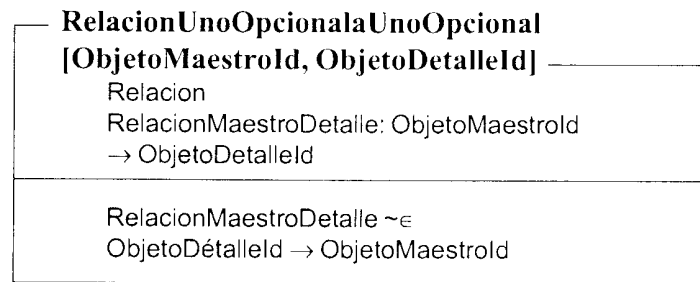 RelacionUnoOpcionalaUnoOpcional
[ObjetoMaestroId, ObjetoDetalleId]
Relacion
RelacionMaestroDetalle: ObjetoMaestroId
→ ObjetoDetalleId
RelacionMaestroDetalle ~∈
ObjetoDétalleId → ObjetoMaestroId